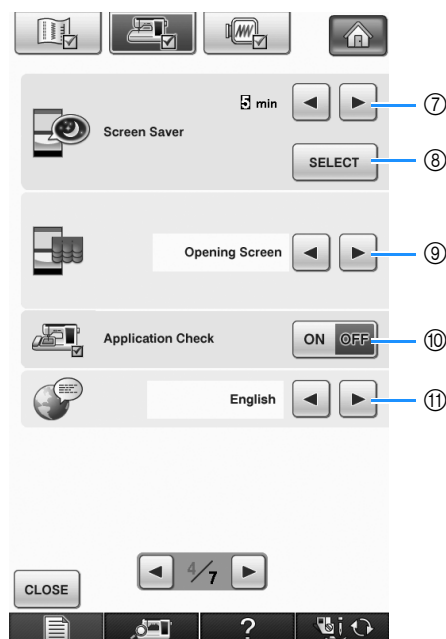 5 min
⑦
Screen Saver
SELECT
⑧
Opening Screen
⑨
Application Check
ON OFF
⑩
English
⑪
4/7
CLOSE
?